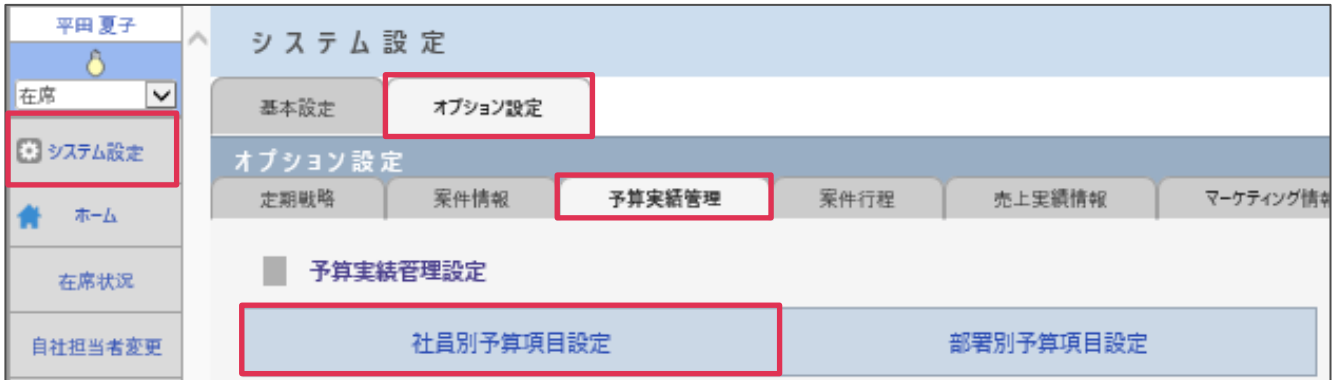 平田 夏子
在席
システム設定
ホーム
在席状況
自社担当者変更
システム設定
基本設定 オプション設定
オプション設定
定期戦略 案件情報 予算実績管理 案件行程 売上実績情報 マーケティング情報
予算実績管理設定
社員別予算項目設定 部署別予算項目設定